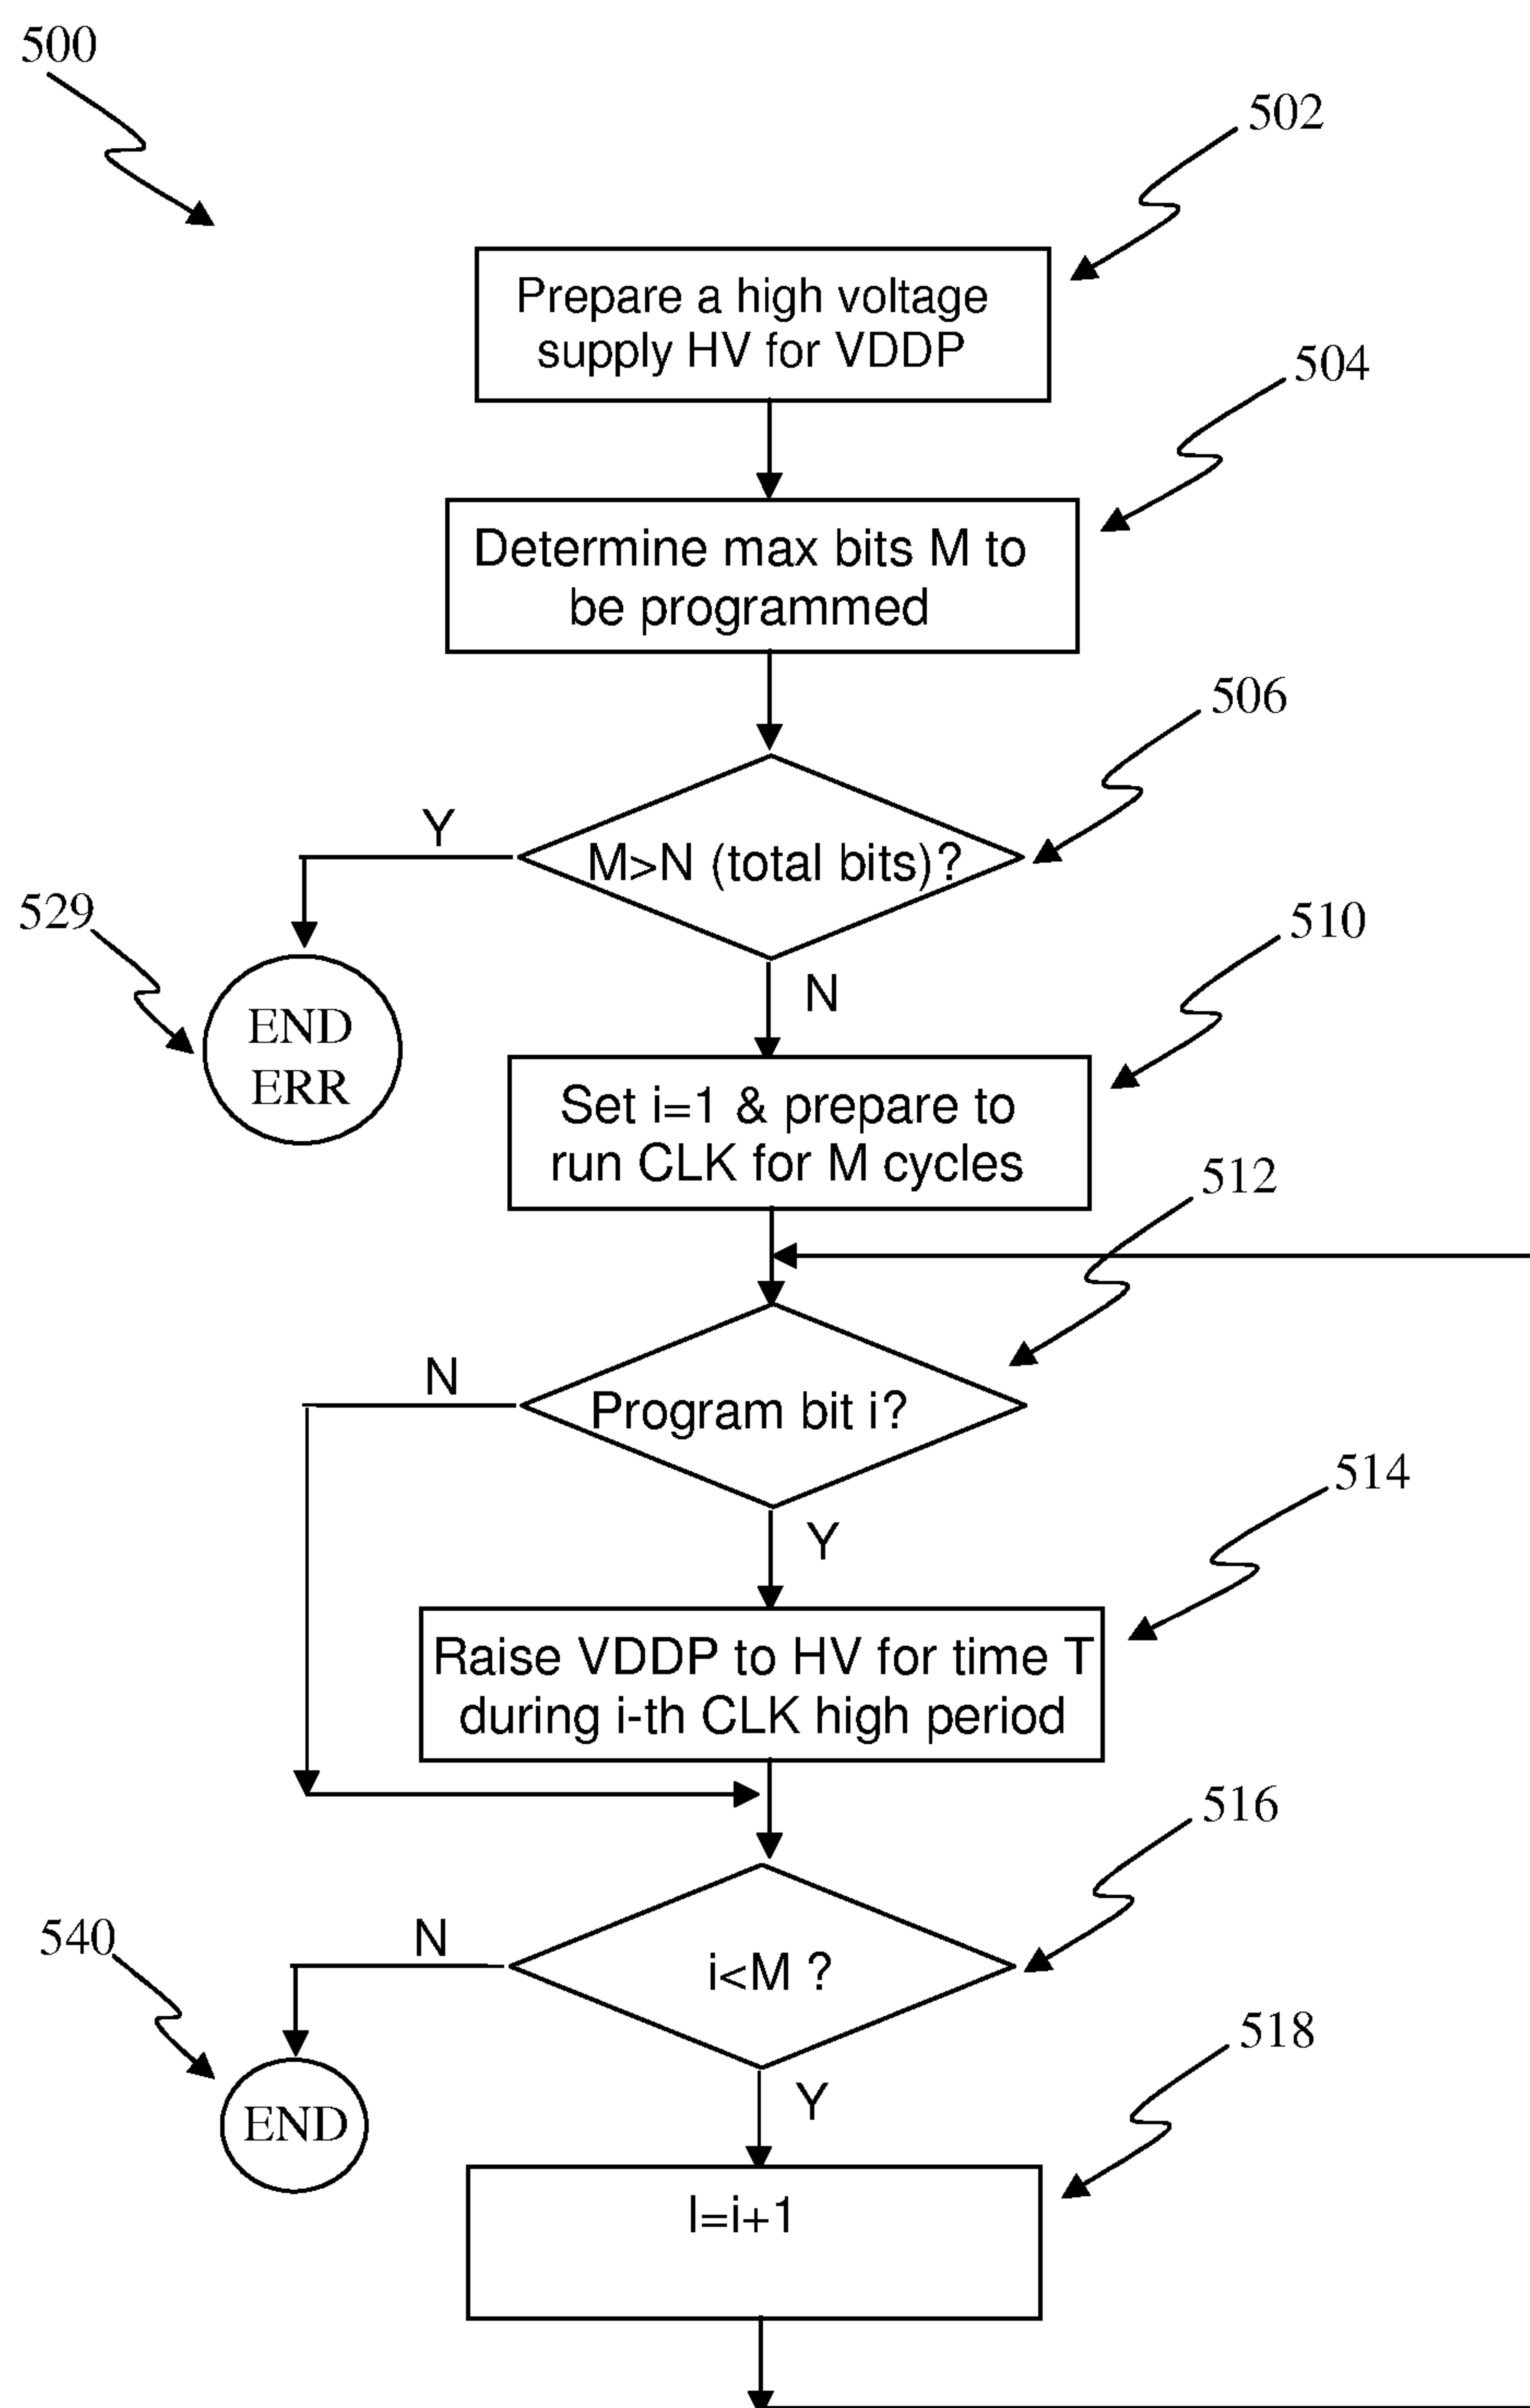 500
502
Prepare a high voltage
supply HV for VDDP
504
Determine max bits M to
be programmed
506
Y
M>N (total bits)?
529
510
N
END
ERR
Set i=1 & prepare to
run CLK for M cycles
512
N
Program bit i?
514
Y
Raise VDDP to HV for time T
during i-th CLK high period
516
540
N
i<M ?
518
Y
END
I=i+1